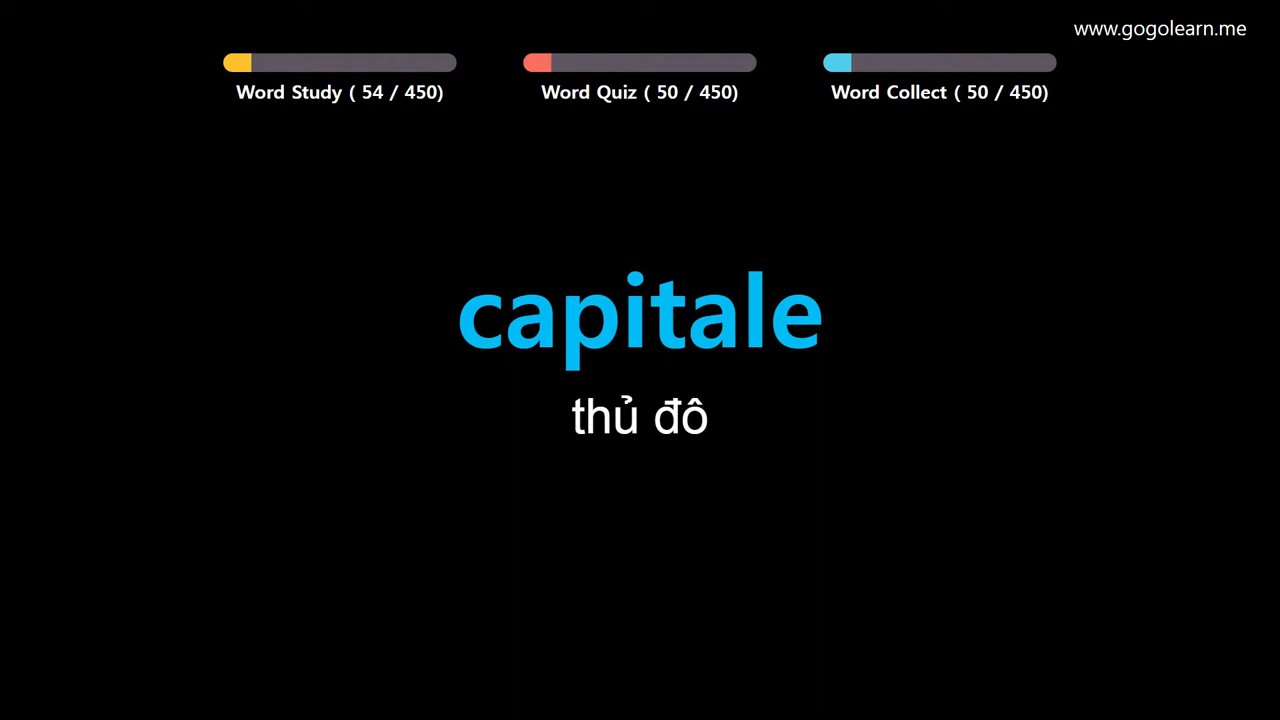 www.gogolearn.me
Word Study ( 54 / 450)
Word Quiz ( 50 / 450)
Word Collect ( 50 / 450)
capitale
thủ đô